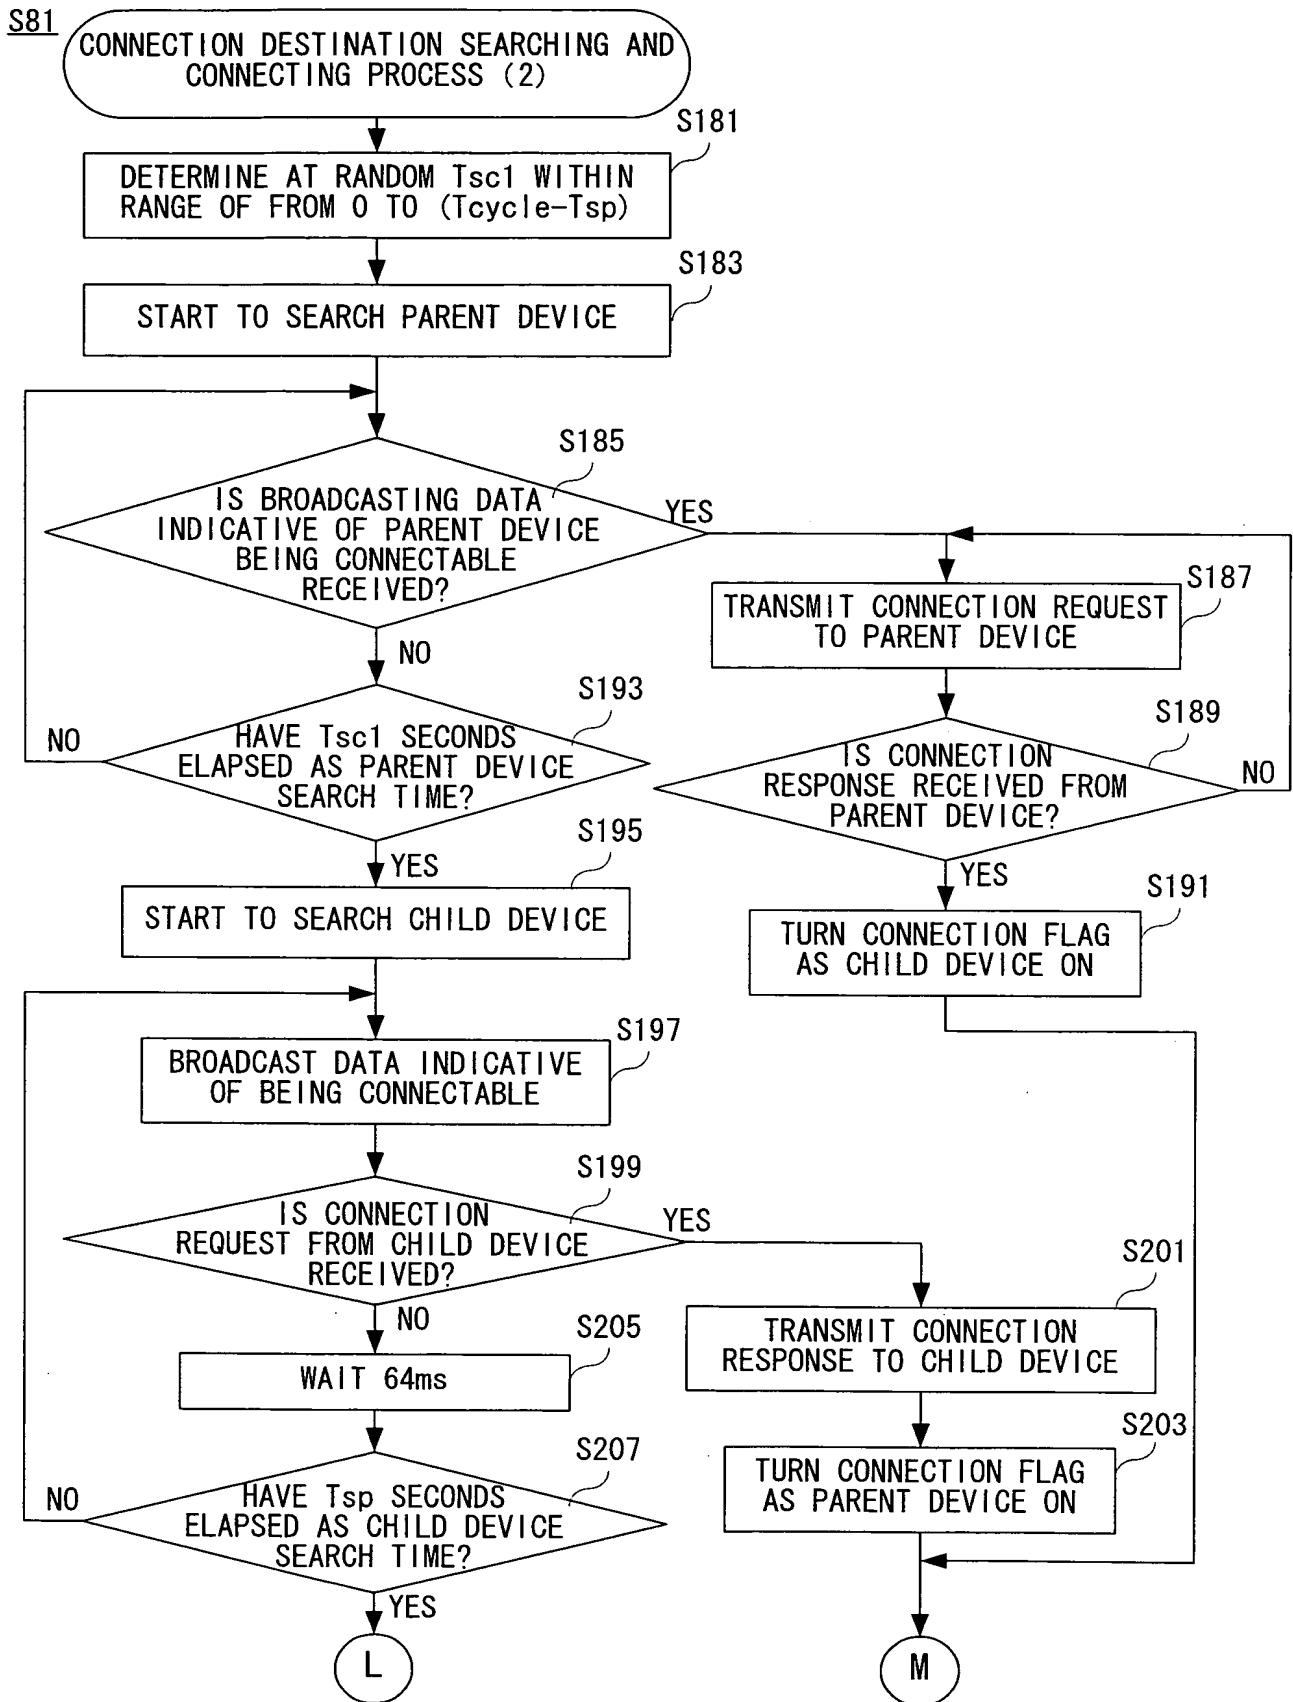 S81
CONNECTION DESTINATION SEARCHING AND
CONNECTING PROCESS (2)
S181
DETERMINE AT RANDOM Tsc1 WITHIN
RANGE OF FROM 0 TO (Tcycle-Tsp)
S183
START TO SEARCH PARENT DEVICE
S185
IS BROADCASTING DATA
INDICATIVE OF PARENT DEVICE
BEING CONNECTABLE
RECEIVED?
YES
NO
S187
TRANSMIT CONNECTION REQUEST
TO PARENT DEVICE
S193
HAVE Tsc1 SECONDS
ELAPSED AS PARENT DEVICE
SEARCH TIME?
NO
YES
S189
IS CONNECTION
RESPONSE RECEIVED FROM
PARENT DEVICE?
NO
YES
S195
START TO SEARCH CHILD DEVICE
S191
TURN CONNECTION FLAG
AS CHILD DEVICE ON
S197
BROADCAST DATA INDICATIVE
OF BEING CONNECTABLE
S199
IS CONNECTION
REQUEST FROM CHILD DEVICE
RECEIVED?
YES
NO
S201
TRANSMIT CONNECTION
RESPONSE TO CHILD DEVICE
S205
WAIT 64ms
S203
TURN CONNECTION FLAG
AS PARENT DEVICE ON
S207
HAVE Tsp SECONDS
ELAPSED AS CHILD DEVICE
SEARCH TIME?
NO
YES
L
M